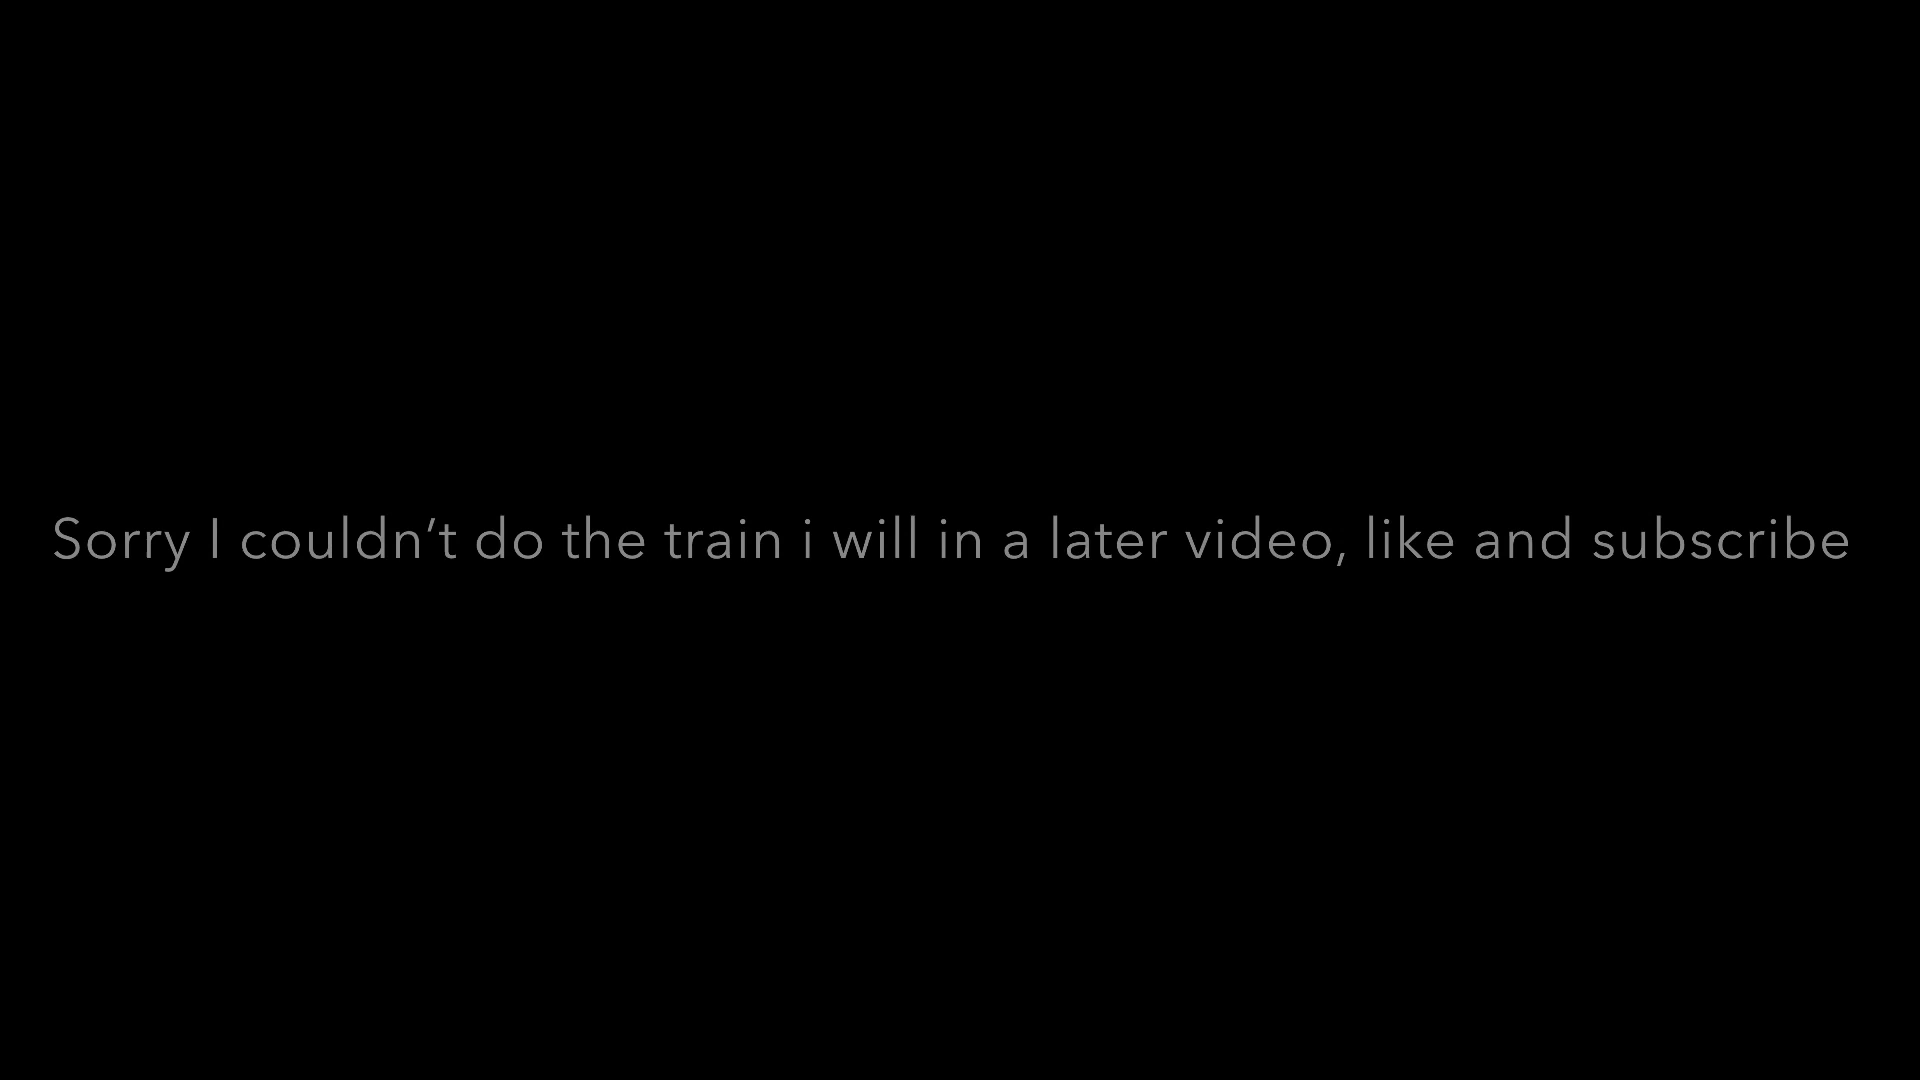 Sorry I couldn’t do the train i will in a later video, like and subscribe